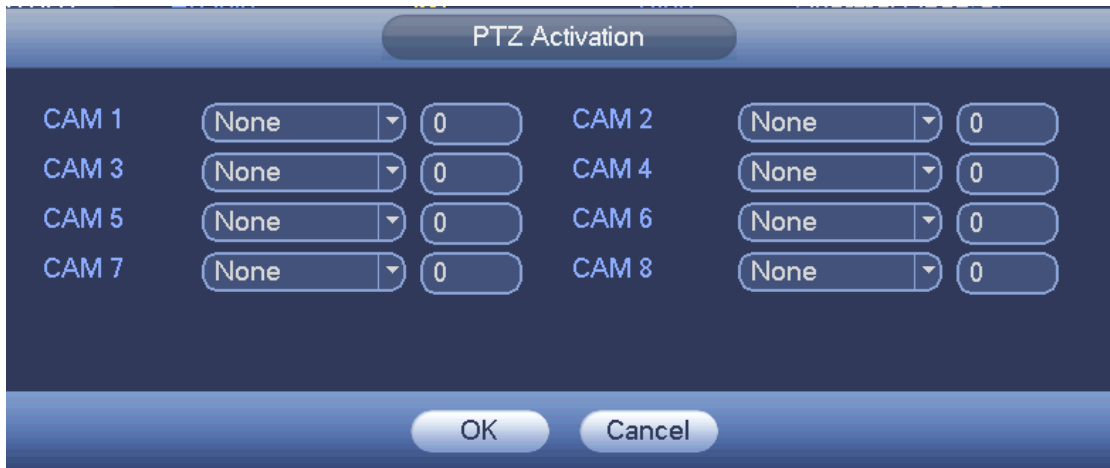 PTZ Activation
CAM 1 None 0 CAM 2 None 0
CAM 3 None 0 CAM 4 None 0
CAM 5 None 0 CAM 6 None 0
CAM 7 None 0 CAM 8 None 0
OK Cancel